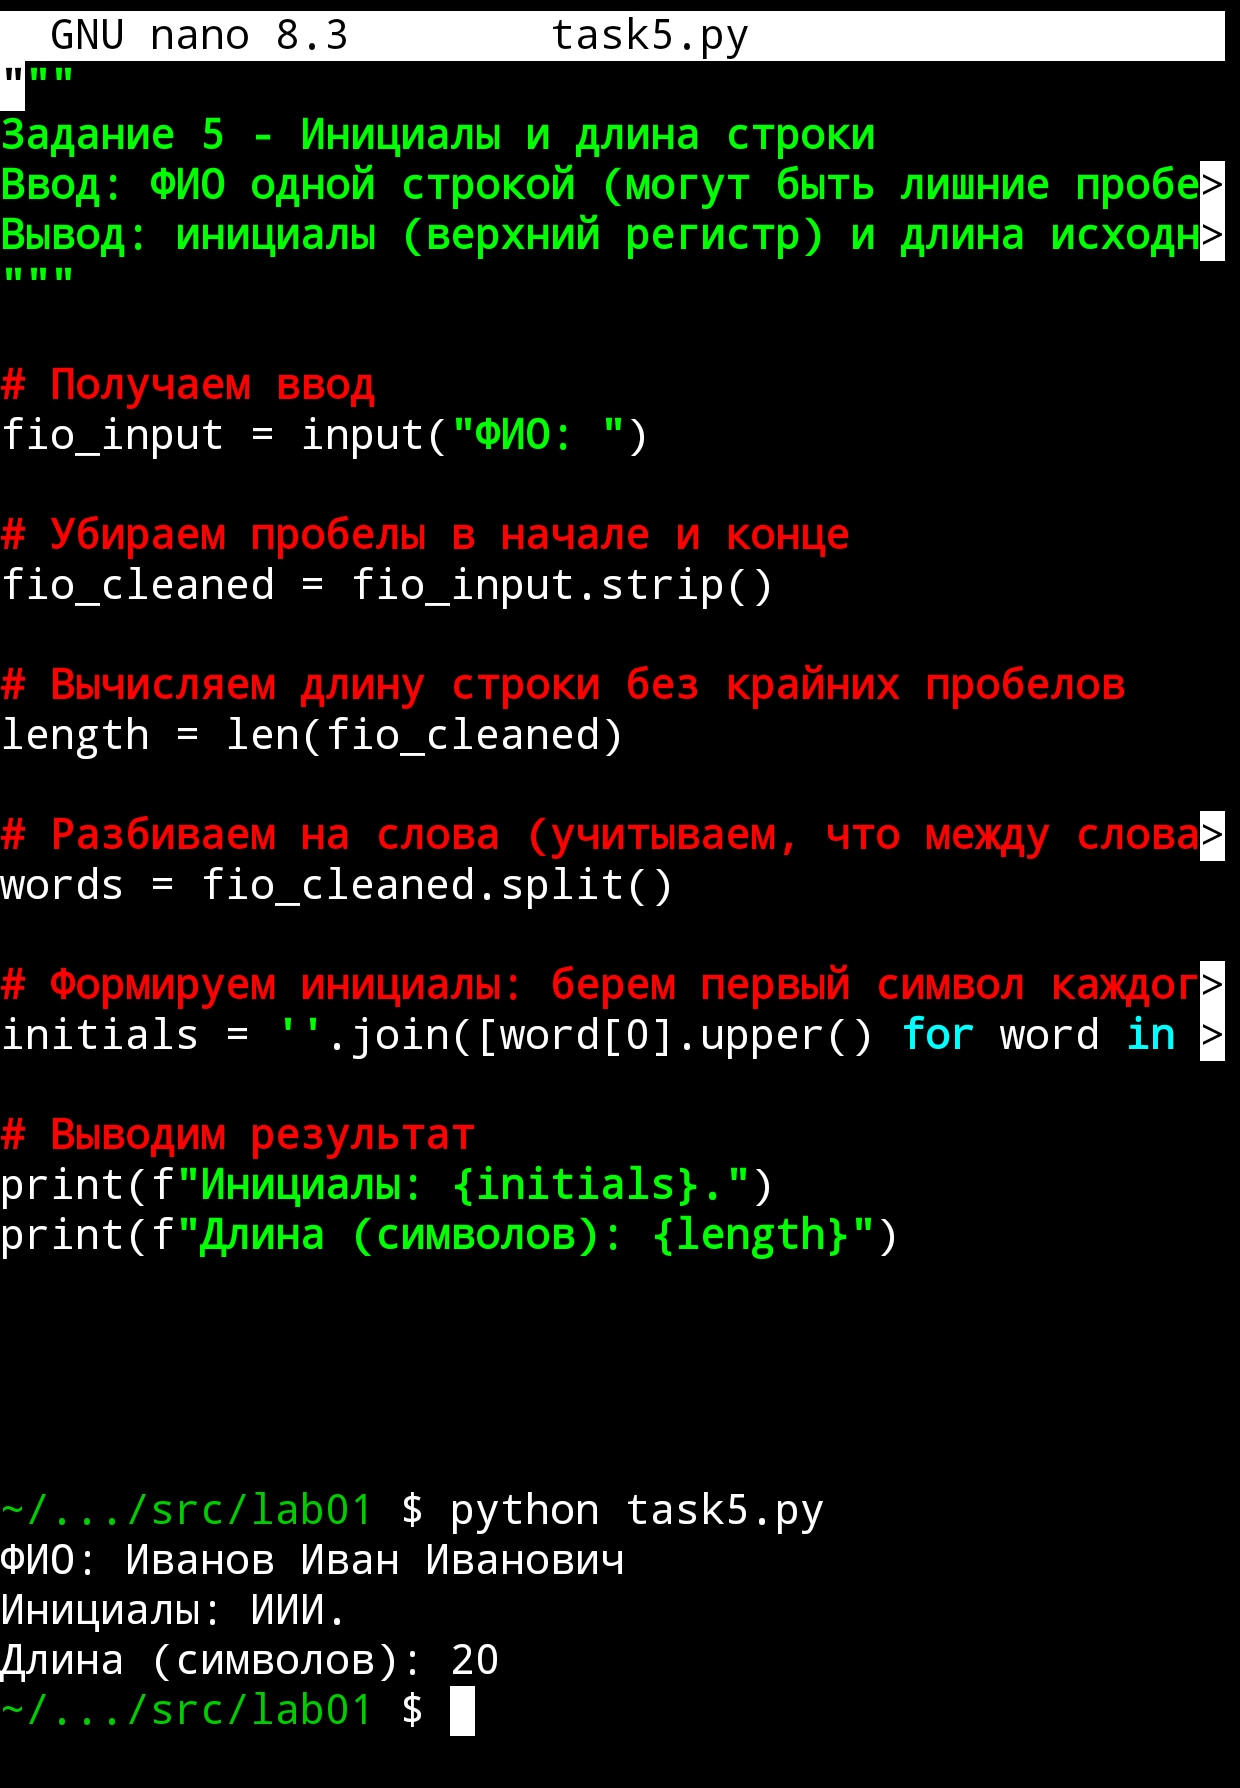 GNU nano 8.3 task5.py
"""
Задание 5 - Инициалы и длина строки
Ввод: ФИО одной строкой (могут быть лишние пробе>
Вывод: инициалы (верхний регистр) и длина исходн>
"""
# Получаем ввод
fio_input = input("ФИО: ")
# Убираем пробелы в начале и конце
fio_cleaned = fio_input.strip()
# Вычисляем длину строки без крайних пробелов
length = len(fio_cleaned)
# Разбиваем на слова (учитываем, что между слова>
words = fio_cleaned.split()
# Формируем инициалы: берем первый символ каждог>
initials = ''.join([word[0].upper() for word in >
# Выводим результат
print(f"Инициалы: {initials}.")
print(f"Длина (символов): {length}")
~/.../src/lab01 $ python task5.py
ФИО: Иванов Иван Иванович
Инициалы: ИИИ.
Длина (символов): 20
~/.../src/lab01 $